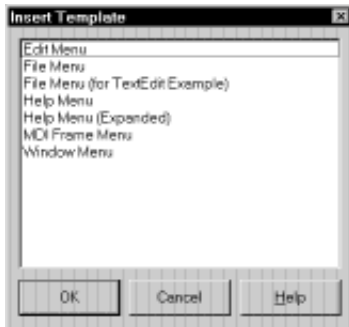 Insert Template
Edit Menu
File Menu
File Menu (for TextEdit Example)
Help Menu
Help Menu (Expanded)
MDI Frame Menu
Window Menu
OK Cancel Help